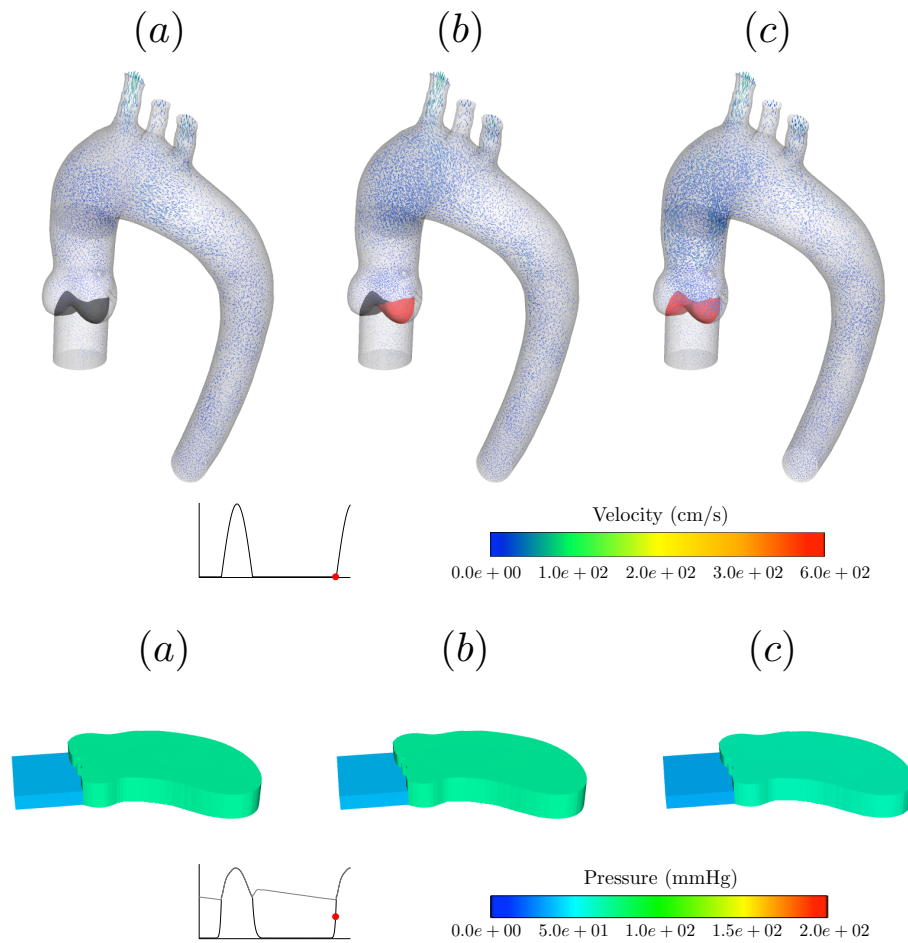 (a) (b) (c)
Velocity (cm/s)
0.0e + 00 1.0e + 02 2.0e + 02 3.0e + 02 6.0e + 02
(a) (b) (c)
Pressure (mmHg)
0.0e + 00 5.0e + 01 1.0e + 02 1.5e + 02 2.0e + 02